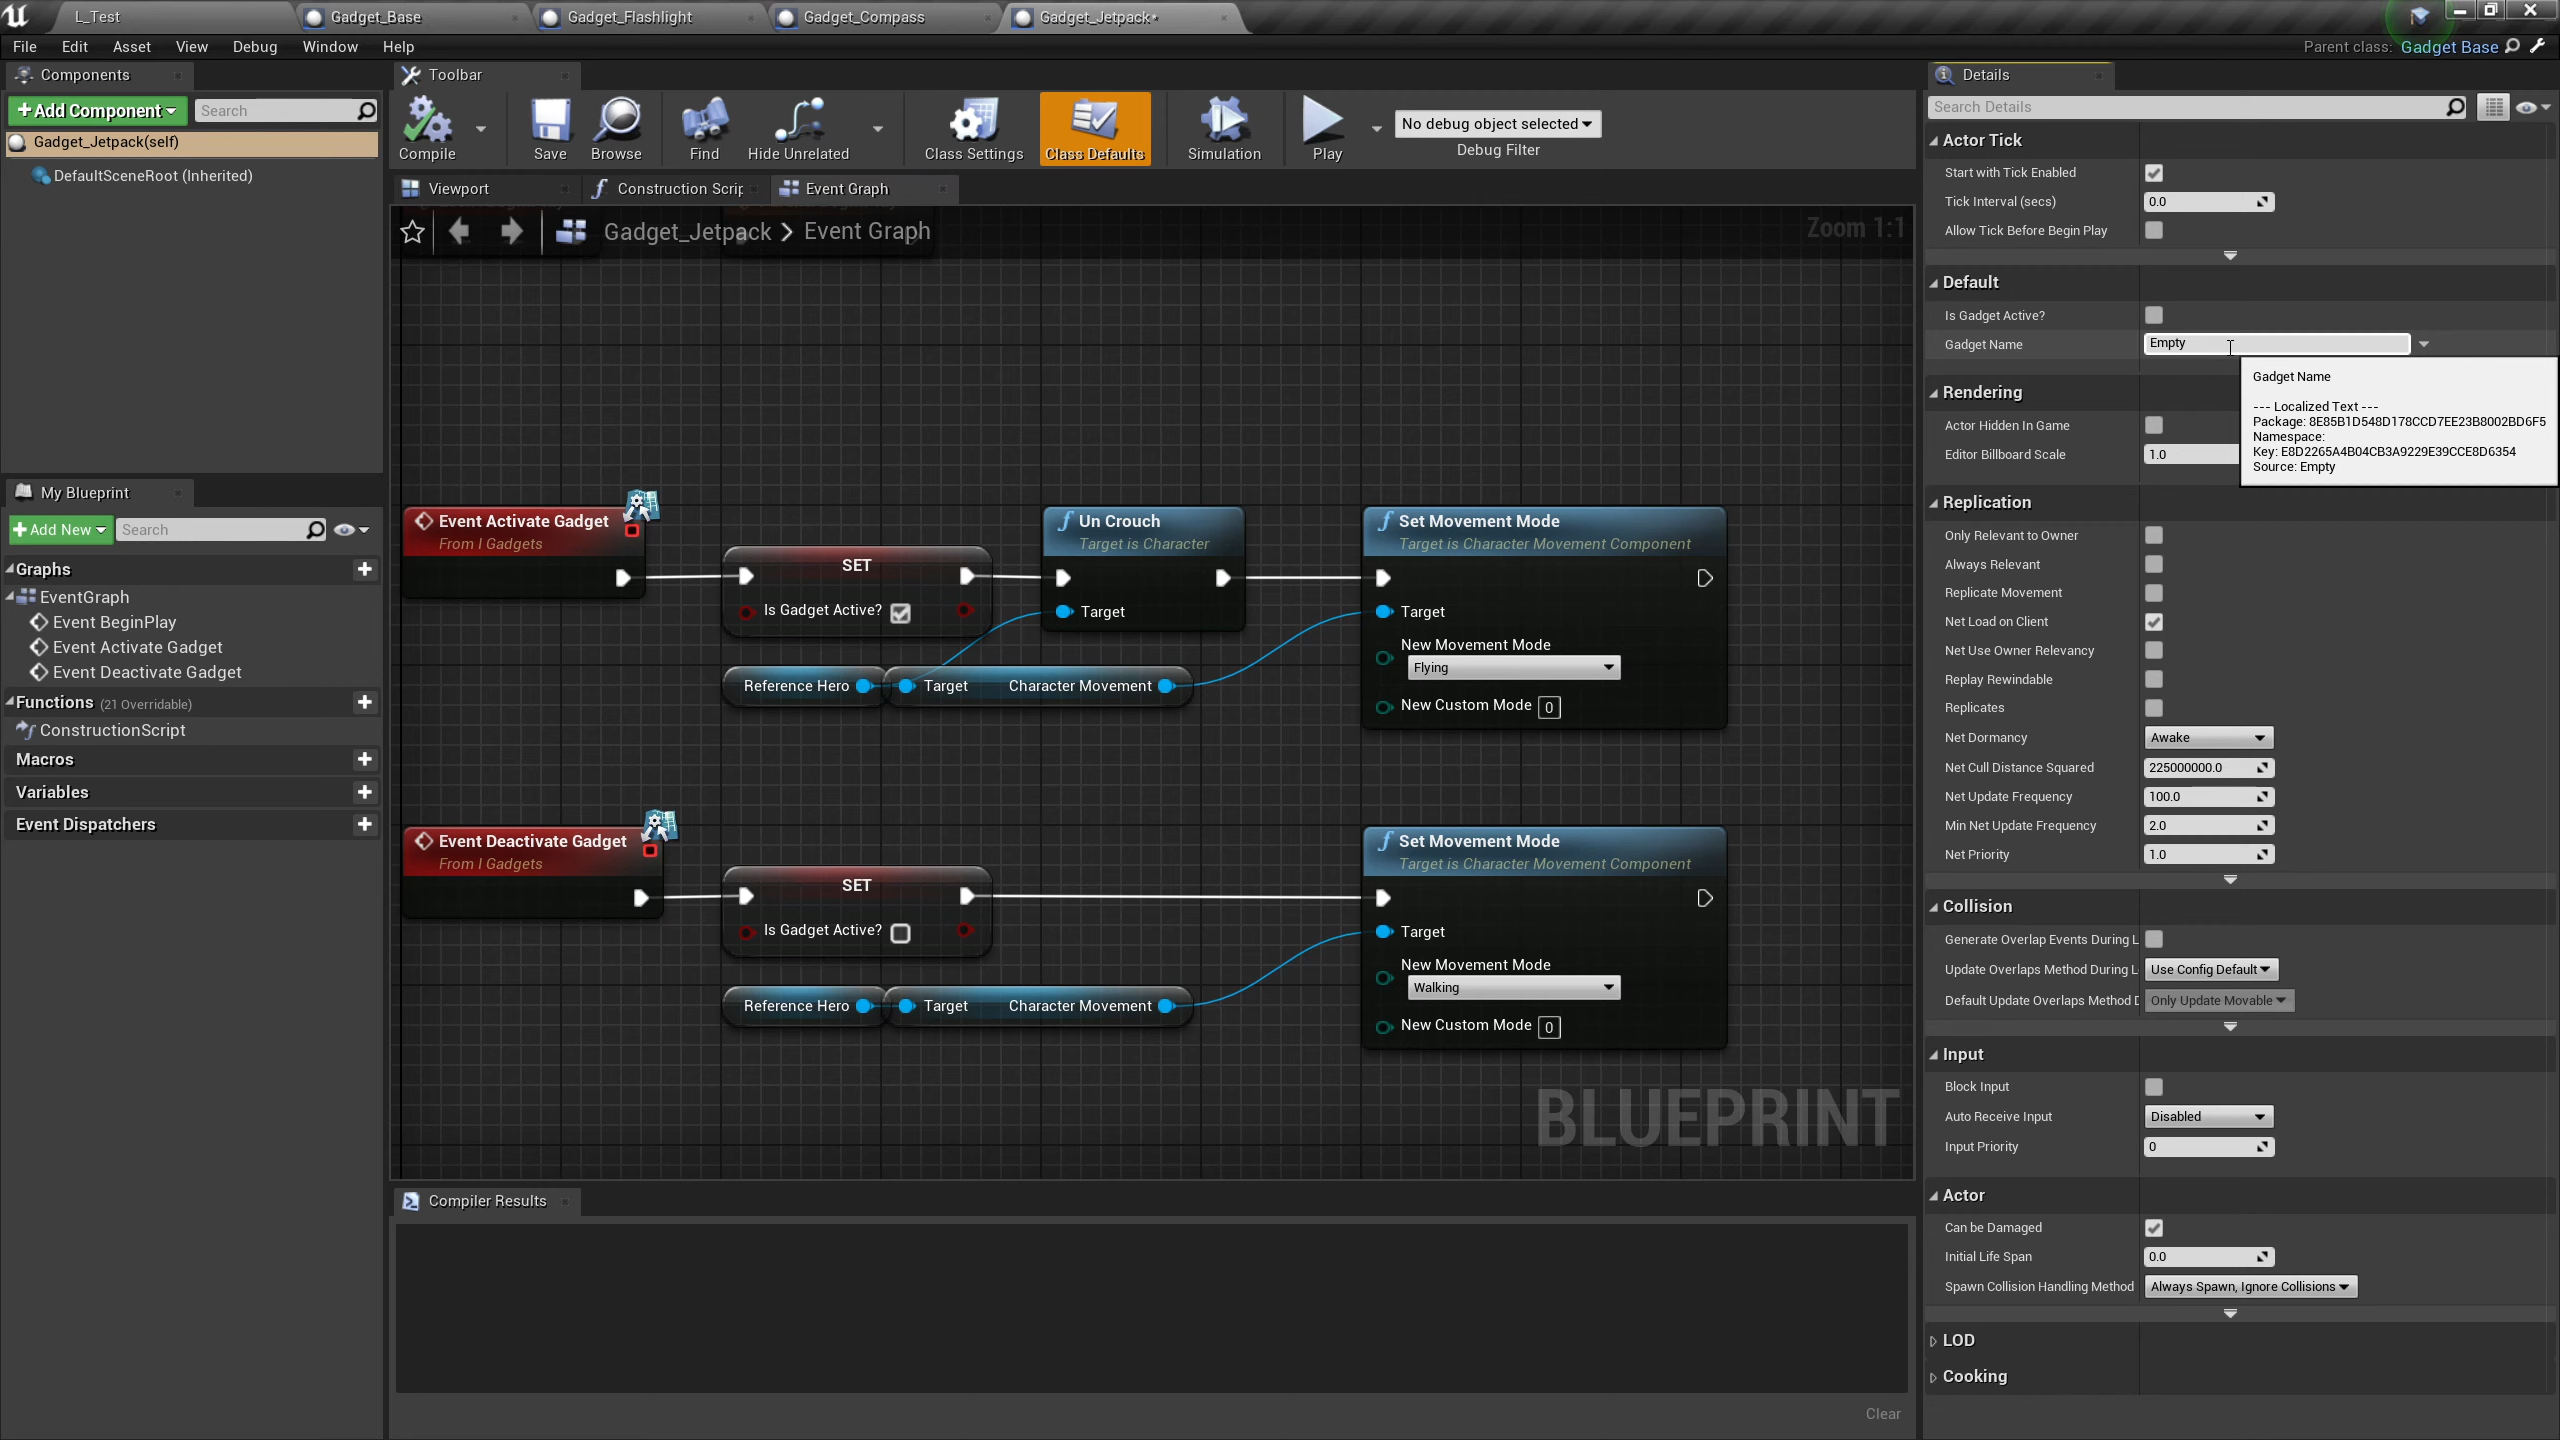 L_Test
Gadget_Base
Gadget_Flashlight
Gadget_Compass
Gadget_Jetpack*
File
Edit
Asset
View
Debug
Window
Help
Parent class: Gadget Base
Components
+Add Component
Search
Gadget_Jetpack(self)
DefaultSceneRoot (Inherited)
My Blueprint
+Add New
Search
Graphs
EventGraph
Event BeginPlay
Event Activate Gadget
Event Deactivate Gadget
Functions (21 Overridable)
ConstructionScript
Macros
Variables
Event Dispatchers
Toolbar
Compile
Save
Browse
Find
Hide Unrelated
Class Settings
Class Defaults
Simulation
Play
No debug object selected
Debug Filter
Viewport
Construction Scrip
Event Graph
Gadget_Jetpack > Event Graph
Zoom 1:1
Event Activate Gadget
From I Gadgets
SET
Is Gadget Active?
Un Crouch
Target is Character
Target
Set Movement Mode
Target is Character Movement Component
Target
New Movement Mode
Flying
New Custom Mode 0
Reference Hero
Target Character Movement
Event Deactivate Gadget
From I Gadgets
SET
Is Gadget Active?
Set Movement Mode
Target is Character Movement Component
Target
New Movement Mode
Walking
New Custom Mode 0
Reference Hero
Target Character Movement
BLUEPRINT
Compiler Results
Clear
Details
Search Details
Actor Tick
Start with Tick Enabled
Tick Interval (secs) 0.0
Allow Tick Before Begin Play
Default
Is Gadget Active?
Gadget Name Empty
Gadget Name
--- Localized Text ---
Package: 8E85B1D548D178CCD7EE23B8002BD6F5
Namespace:
Key: E8D2265A4B04CB3A9229E39CCE8D6354
Source: Empty
Rendering
Actor Hidden In Game
Editor Billboard Scale 1.0
Replication
Only Relevant to Owner
Always Relevant
Replicate Movement
Net Load on Client
Net Use Owner Relevancy
Replay Rewindable
Replicates
Net Dormancy Awake
Net Cull Distance Squared 225000000.0
Net Update Frequency 100.0
Min Net Update Frequency 2.0
Net Priority 1.0
Collision
Generate Overlap Events During L
Update Overlaps Method During L Use Config Default
Default Update Overlaps Method D Only Update Movable
Input
Block Input
Auto Receive Input Disabled
Input Priority 0
Actor
Can be Damaged
Initial Life Span 0.0
Spawn Collision Handling Method Always Spawn, Ignore Collisions
LOD
Cooking